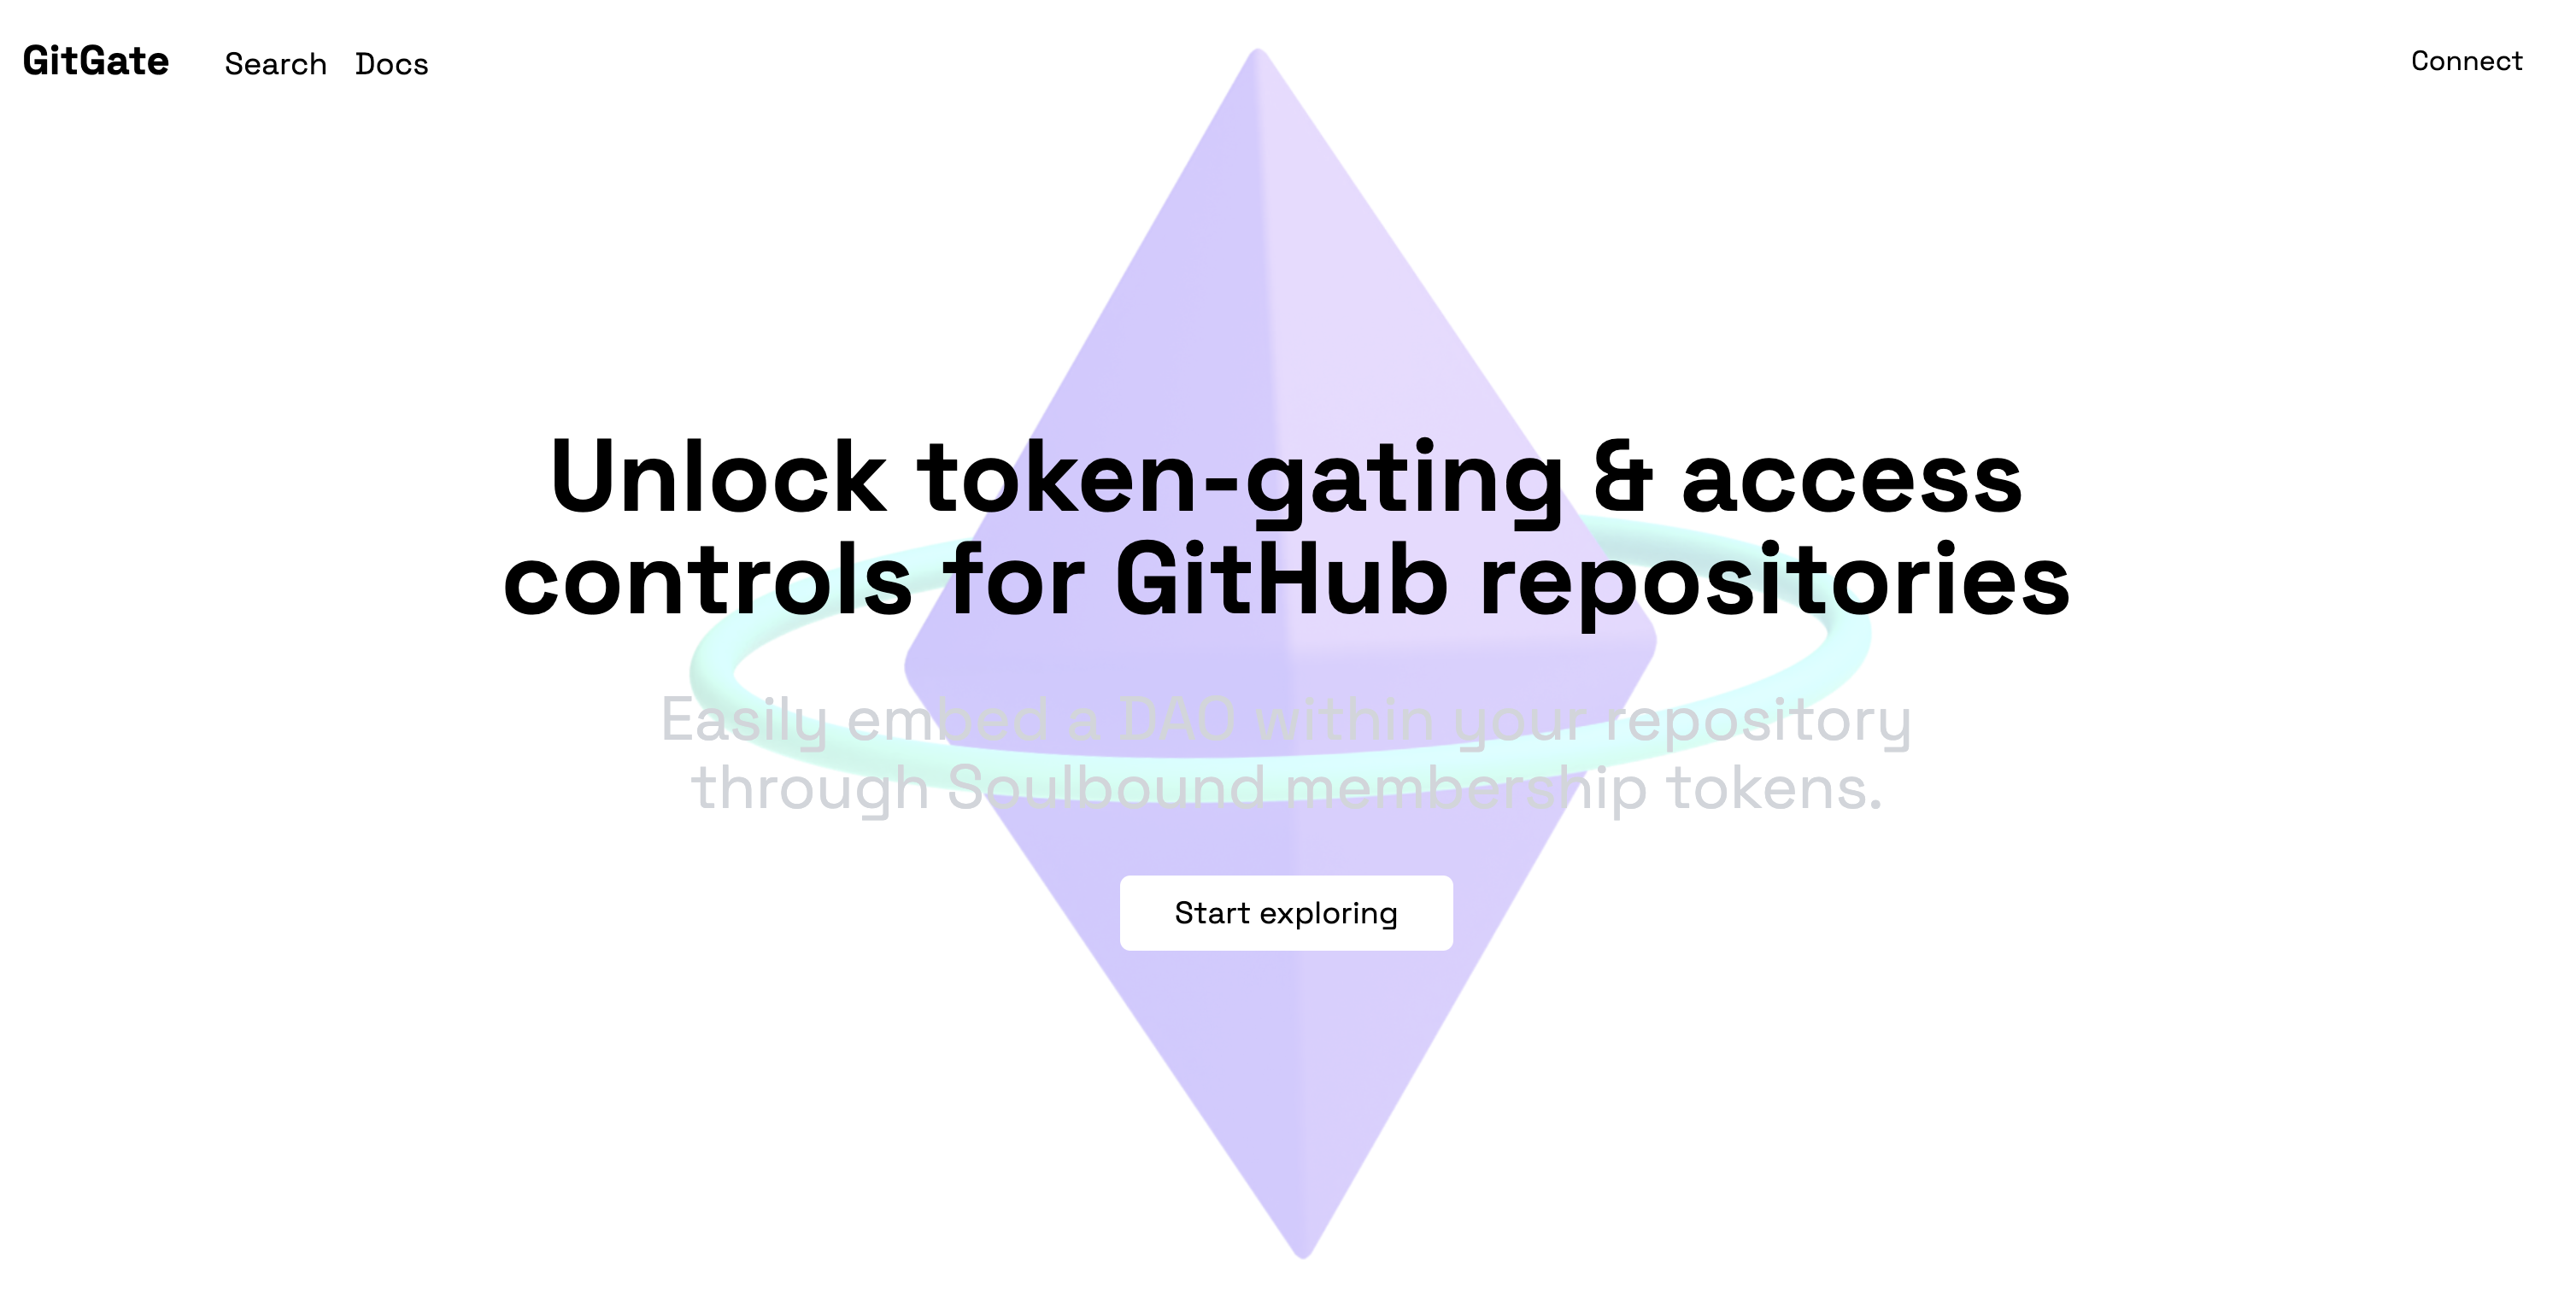 GitGate
Search
Docs
Connect
Unlock token-gating & access
controls for GitHub repositories
Easily embed a DAO within your repository
through Soulbound membership tokens.
Start exploring